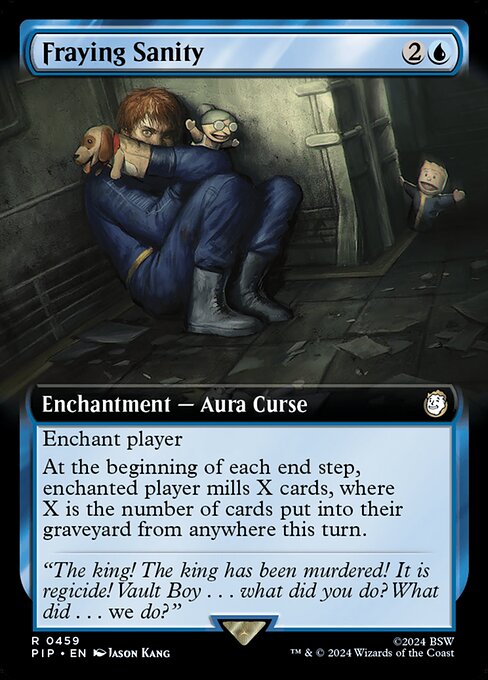 Fraying Sanity 2
Enchantment — Aura Curse
Enchant player
At the beginning of each end step,
enchanted player mills X cards, where
X is the number of cards put into their
graveyard from anywhere this turn.
“The king! The king has been murdered! It is
regicide! Vault Boy . . . what did you do? What
did . . . we do?”
R 0459 ©2024 BSW
PIP • EN Jason Kang ™ & © 2024 Wizards of the Coast